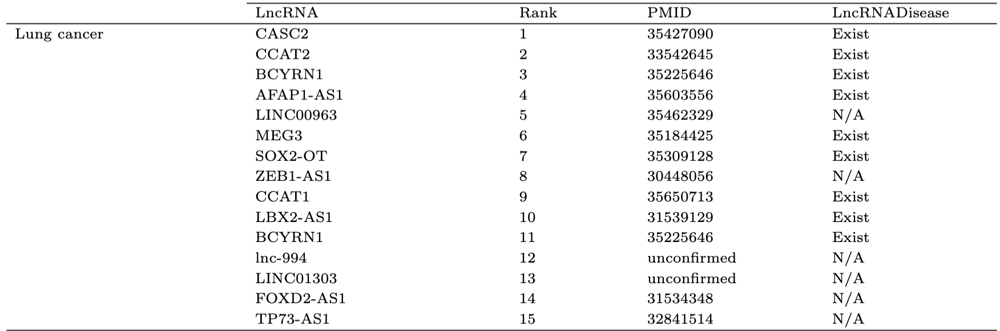 LncRNA Rank PMID LncRNADisease
Lung cancer CASC2 1 35427090 Exist
CCAT2 2 33542645 Exist
BCYRN1 3 35225646 Exist
AFAP1-AS1 4 35603556 Exist
LINC00963 5 35462329 N/A
MEG3 6 35184425 Exist
SOX2-OT 7 35309128 Exist
ZEB1-AS1 8 30448056 N/A
CCAT1 9 35650713 Exist
LBX2-AS1 10 31539129 Exist
BCYRN1 11 35225646 Exist
lnc-994 12 unconfirmed N/A
LINC01303 13 unconfirmed N/A
FOXD2-AS1 14 31534348 N/A
TP73-AS1 15 32841514 N/A